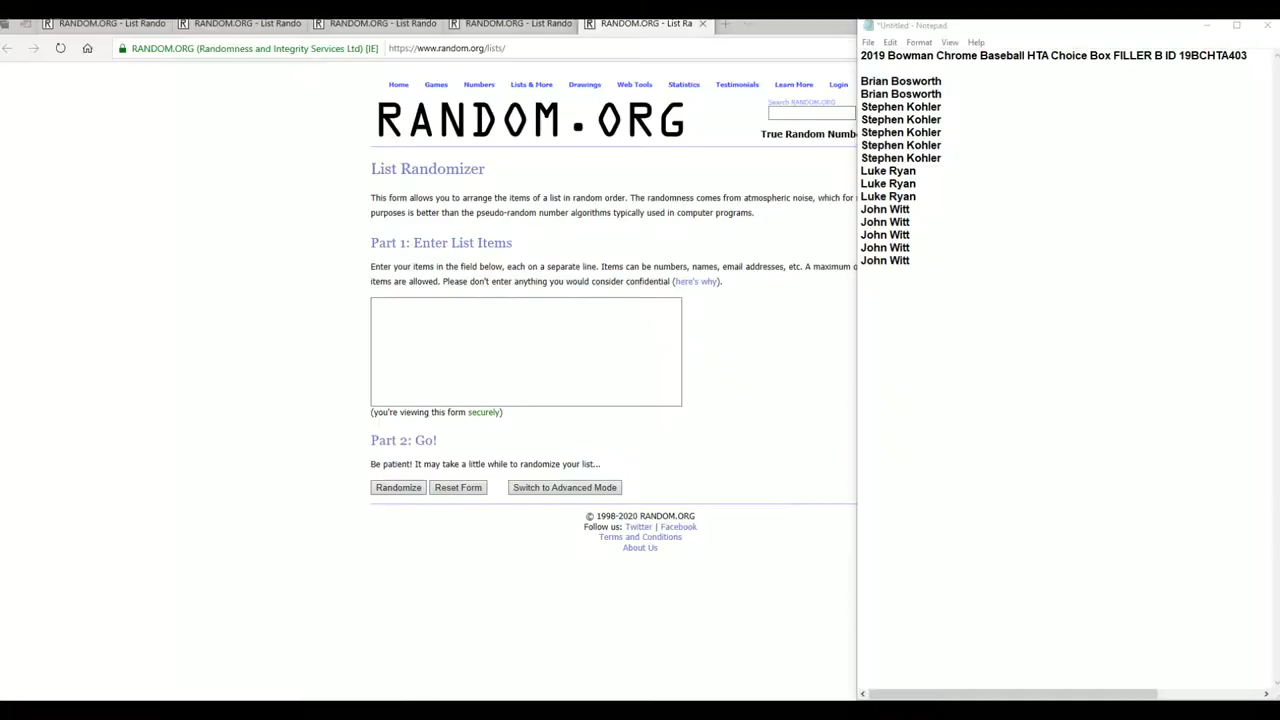 RANDOM.ORG - List Rando
RANDOM.ORG - List Rando
RANDOM.ORG - List Rando
RANDOM.ORG - List Rando
RANDOM.ORG - List Ra
RANDOM.ORG (Randomness and Integrity Services Ltd) [IE]
https://www.random.org/lists/
Home Games Numbers Lists & More Drawings Web Tools Statistics Testimonials Learn More Login
RANDOM.ORG
Search RANDOM.ORG
True Random Numb
List Randomizer
This form allows you to arrange the items of a list in random order. The randomness comes from atmospheric noise, which for
purposes is better than the pseudo-random number algorithms typically used in computer programs.
Part 1: Enter List Items
Enter your items in the field below, each on a separate line. Items can be numbers, names, email addresses, etc. A maximum o
items are allowed. Please don't enter anything you would consider confidential (here's why).
(you're viewing this form securely)
Part 2: Go!
Be patient! It may take a little while to randomize your list...
Randomize Reset Form Switch to Advanced Mode
© 1998-2020 RANDOM.ORG
Follow us: Twitter | Facebook
Terms and Conditions
About Us
*Untitled - Notepad
File Edit Format View Help
2019 Bowman Chrome Baseball HTA Choice Box FILLER B ID 19BCHTA403
Brian Bosworth
Brian Bosworth
Stephen Kohler
Stephen Kohler
Stephen Kohler
Stephen Kohler
Stephen Kohler
Luke Ryan
Luke Ryan
Luke Ryan
John Witt
John Witt
John Witt
John Witt
John Witt